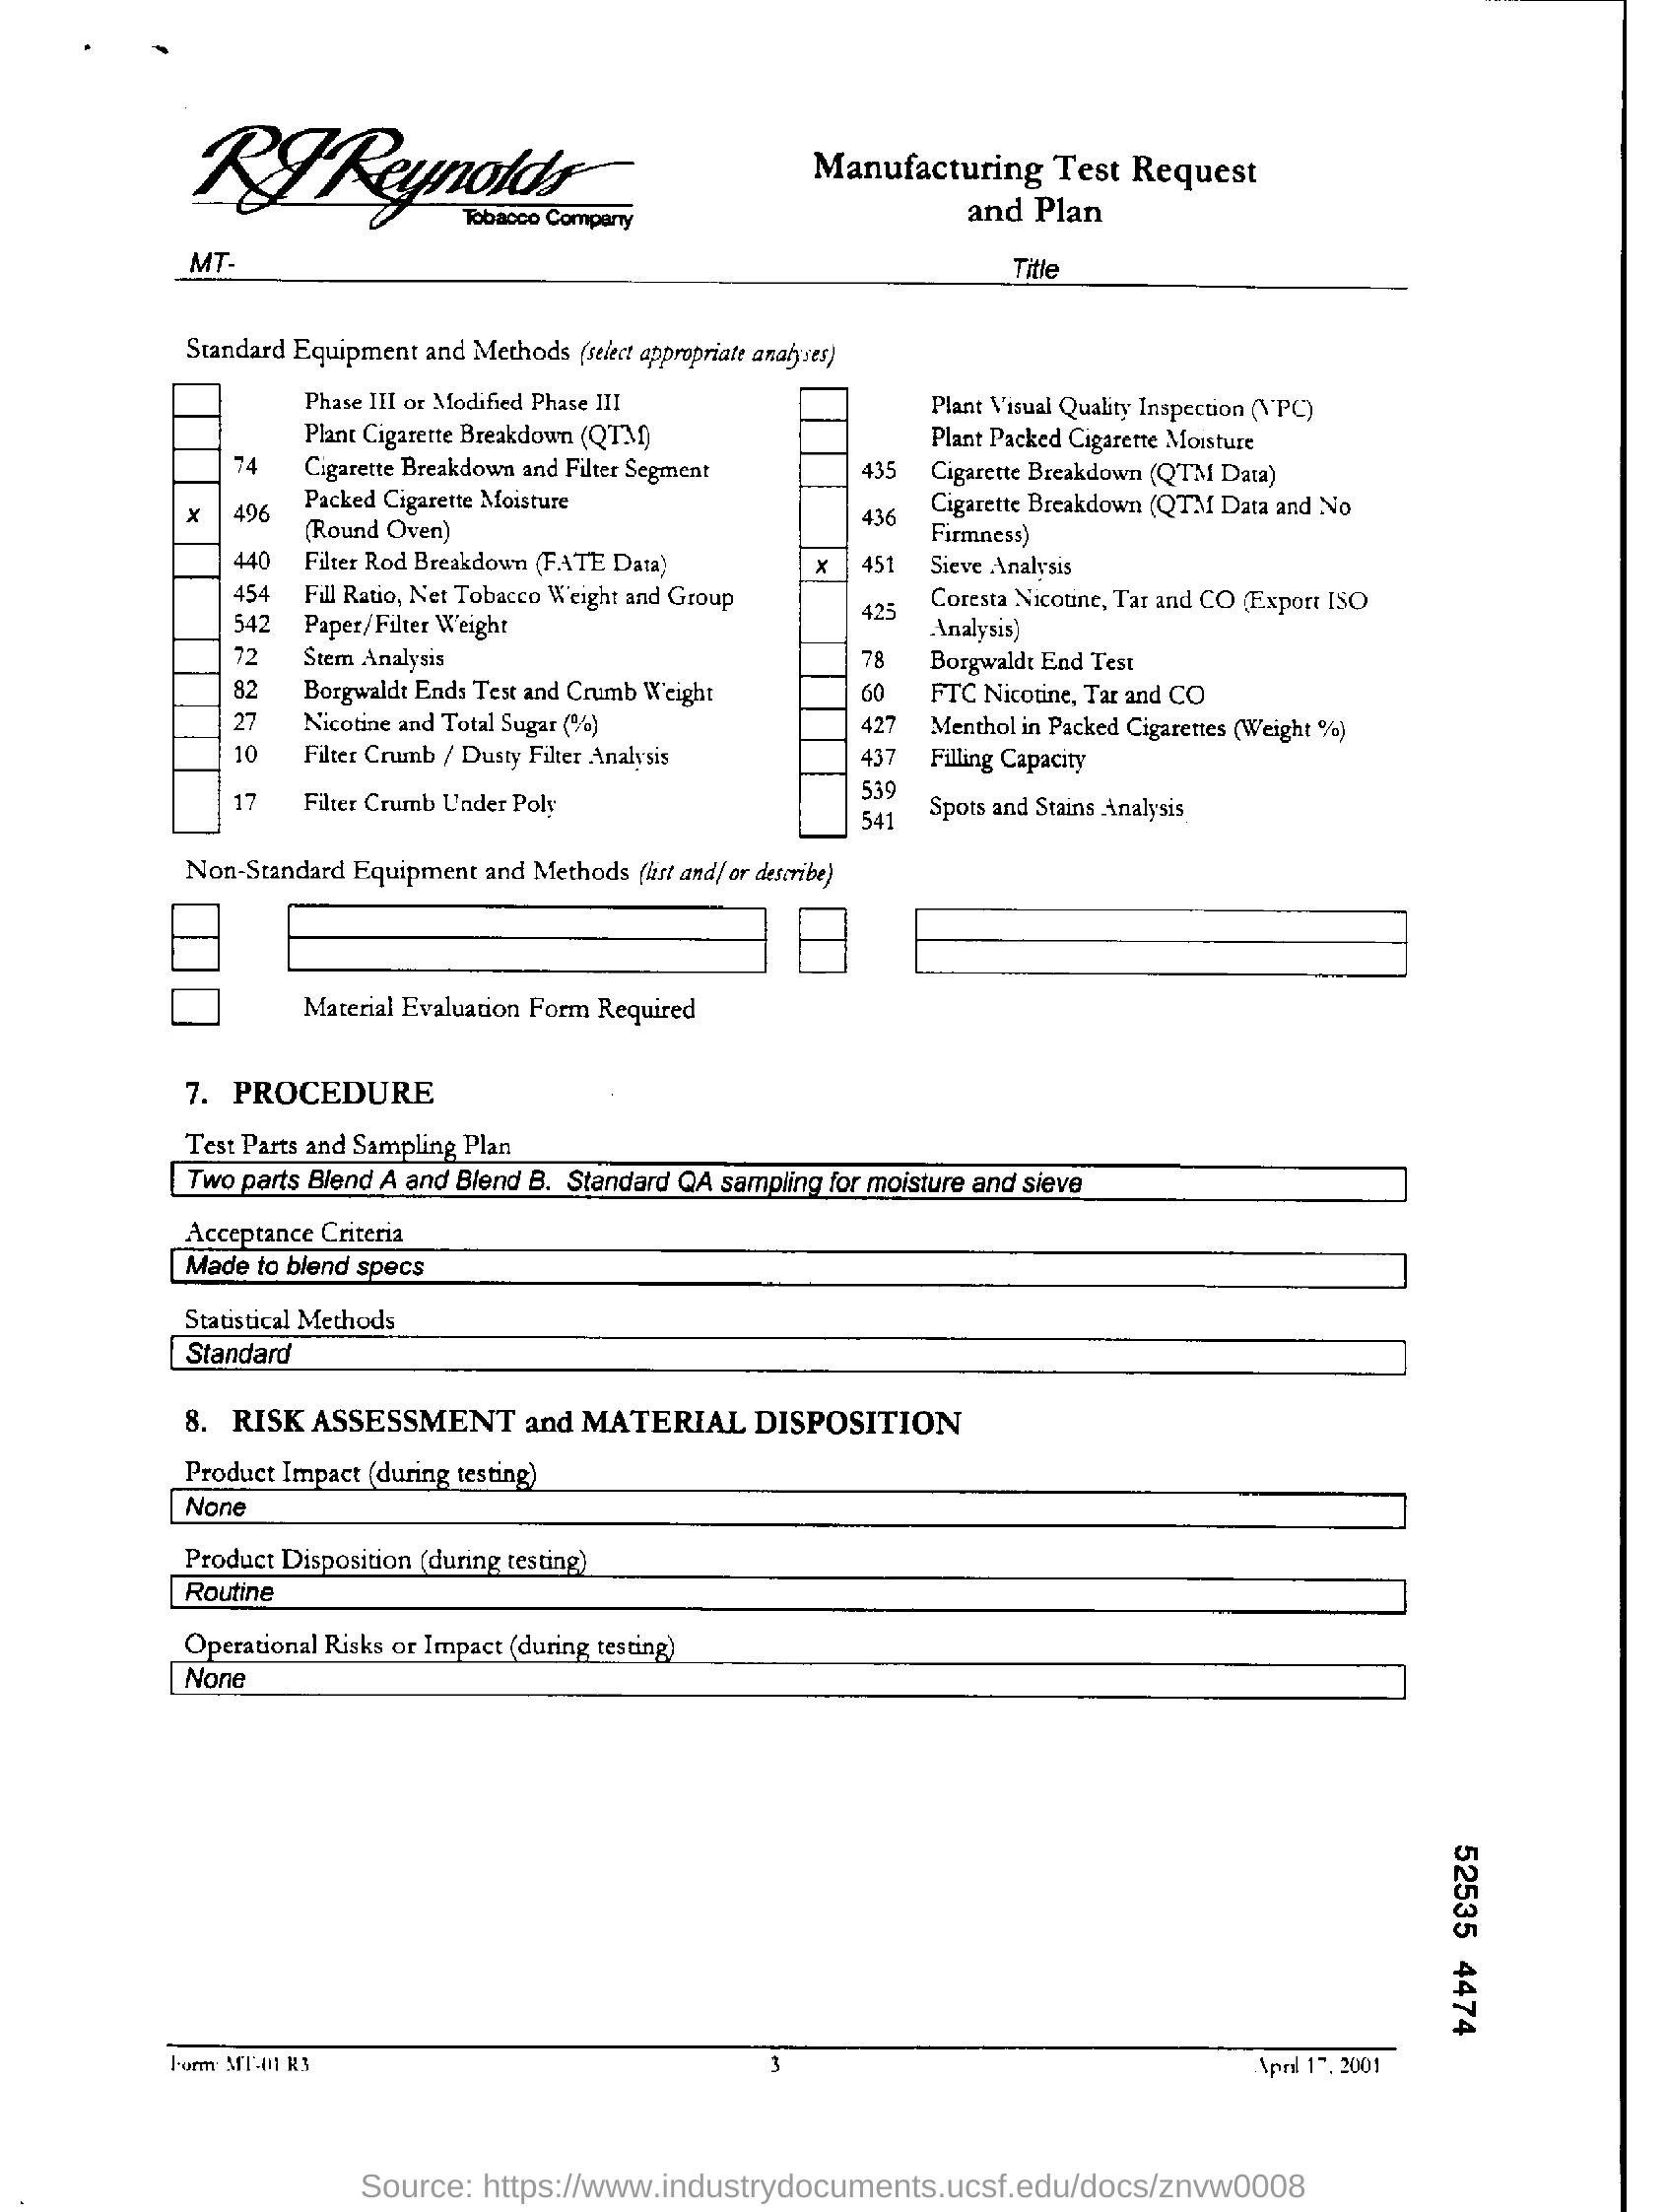 RJReynolds
Tobacco Company
Manufacturing Test Request
and Plan
MT-
Title
Standard Equipment and Methods (select appropriate analyses)
Phase III or Modified Phase III
Plant Cigarette Breakdown (QTM)
74 Cigarette Breakdown and Filter Segment
x 496 Packed Cigarette Moisture
(Round Oven)
440 Filter Rod Breakdown (FATE Data)
454 Fill Ratio, Net Tobacco Weight and Group
542 Paper/Filter Weight
72 Stem Analysis
82 Borgwaldt Ends Test and Crumb Weight
27 Nicotine and Total Sugar (%)
10 Filter Crumb / Dusty Filter Analysis
17 Filter Crumb Under Poly
Plant Visual Quality Inspection (VPC)
Plant Packed Cigarette Moisture
435 Cigarette Breakdown (QTM Data)
436 Cigarette Breakdown (QTM Data and No
Firmness)
x 451 Sieve Analysis
425 Coresta Nicotine, Tar and CO (Export ISO
Analysis)
78 Borgwaldt End Test
60 FTC Nicotine, Tar and CO
427 Menthol in Packed Cigarettes (Weight %)
437 Filling Capacity
539
541 Spots and Stains Analysis
Non-Standard Equipment and Methods (list and/or describe)
Material Evaluation Form Required
7. PROCEDURE
Test Parts and Sampling Plan
Two parts Blend A and Blend B. Standard QA sampling for moisture and sieve
Acceptance Criteria
Made to blend specs
Statistical Methods
Standard
8. RISK ASSESSMENT and MATERIAL DISPOSITION
Product Impact (during testing)
None
Product Disposition (during testing)
Routine
Operational Risks or Impact (during testing)
None
52535 4474
Form: MT-01 R3 3 April 17, 2001
Source: https://www.industrydocuments.ucsf.edu/docs/znvw0008